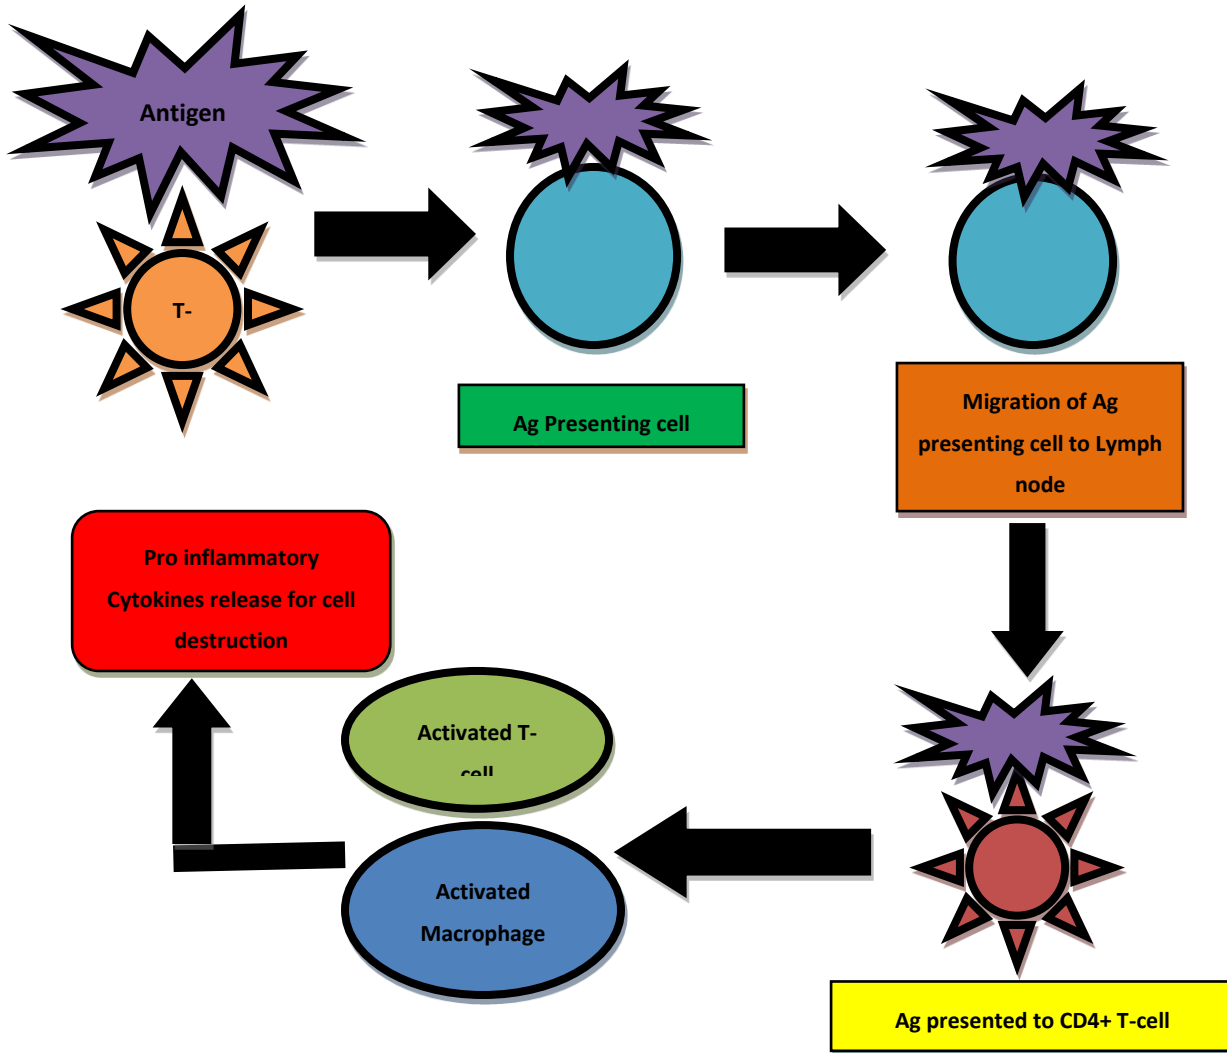 Antigen
T-
Ag Presenting cell
Migration of Ag
presenting cell to Lymph
node
Pro inflammatory
Cytokines release for cell
destruction
Activated T-
cell
Activated
Macrophage
Ag presented to CD4+ T-cell